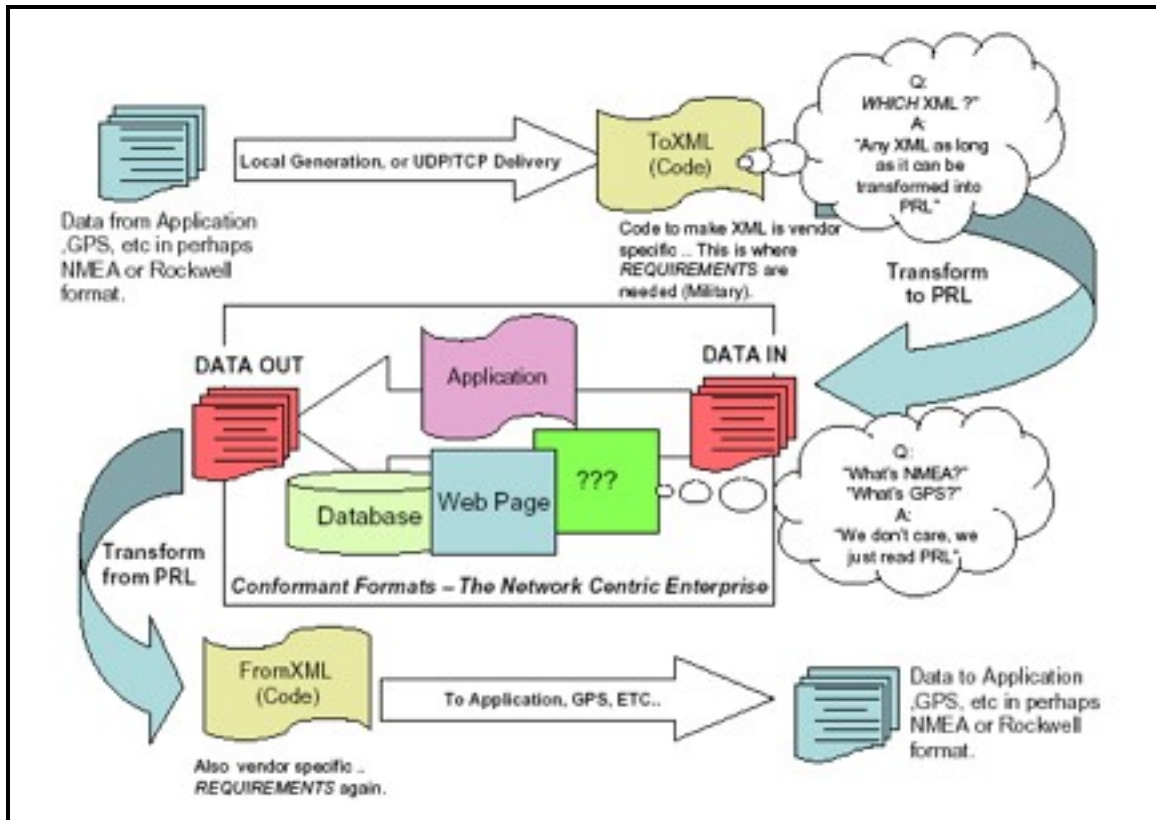 Data from Application
,GPS, etc in perhaps
NMEA or Rockwell
format.
Local Generation, or UDP/TCP Delivery
ToXML
(Code)
Code to make XML is vendor
specific .. This is where
REQUIREMENTS are
needed (Military).
Q:
WHICH XML ?"
A:
"Any XML as long
as it can be
transformed into
PRL"
Transform
to PRL
DATA OUT
Application
DATA IN
Database
Web Page
???
Conformant Formats – The Network Centric Enterprise
Q:
"What's NMEA?"
"What's GPS?"
A:
"We don't care, we
just read PRL"
Transform
from PRL
FromXML
(Code)
Also vendor specific ..
REQUIREMENTS again.
To Application, GPS, ETC..
Data to Application
,GPS, etc in perhaps
NMEA or Rockwell
format.